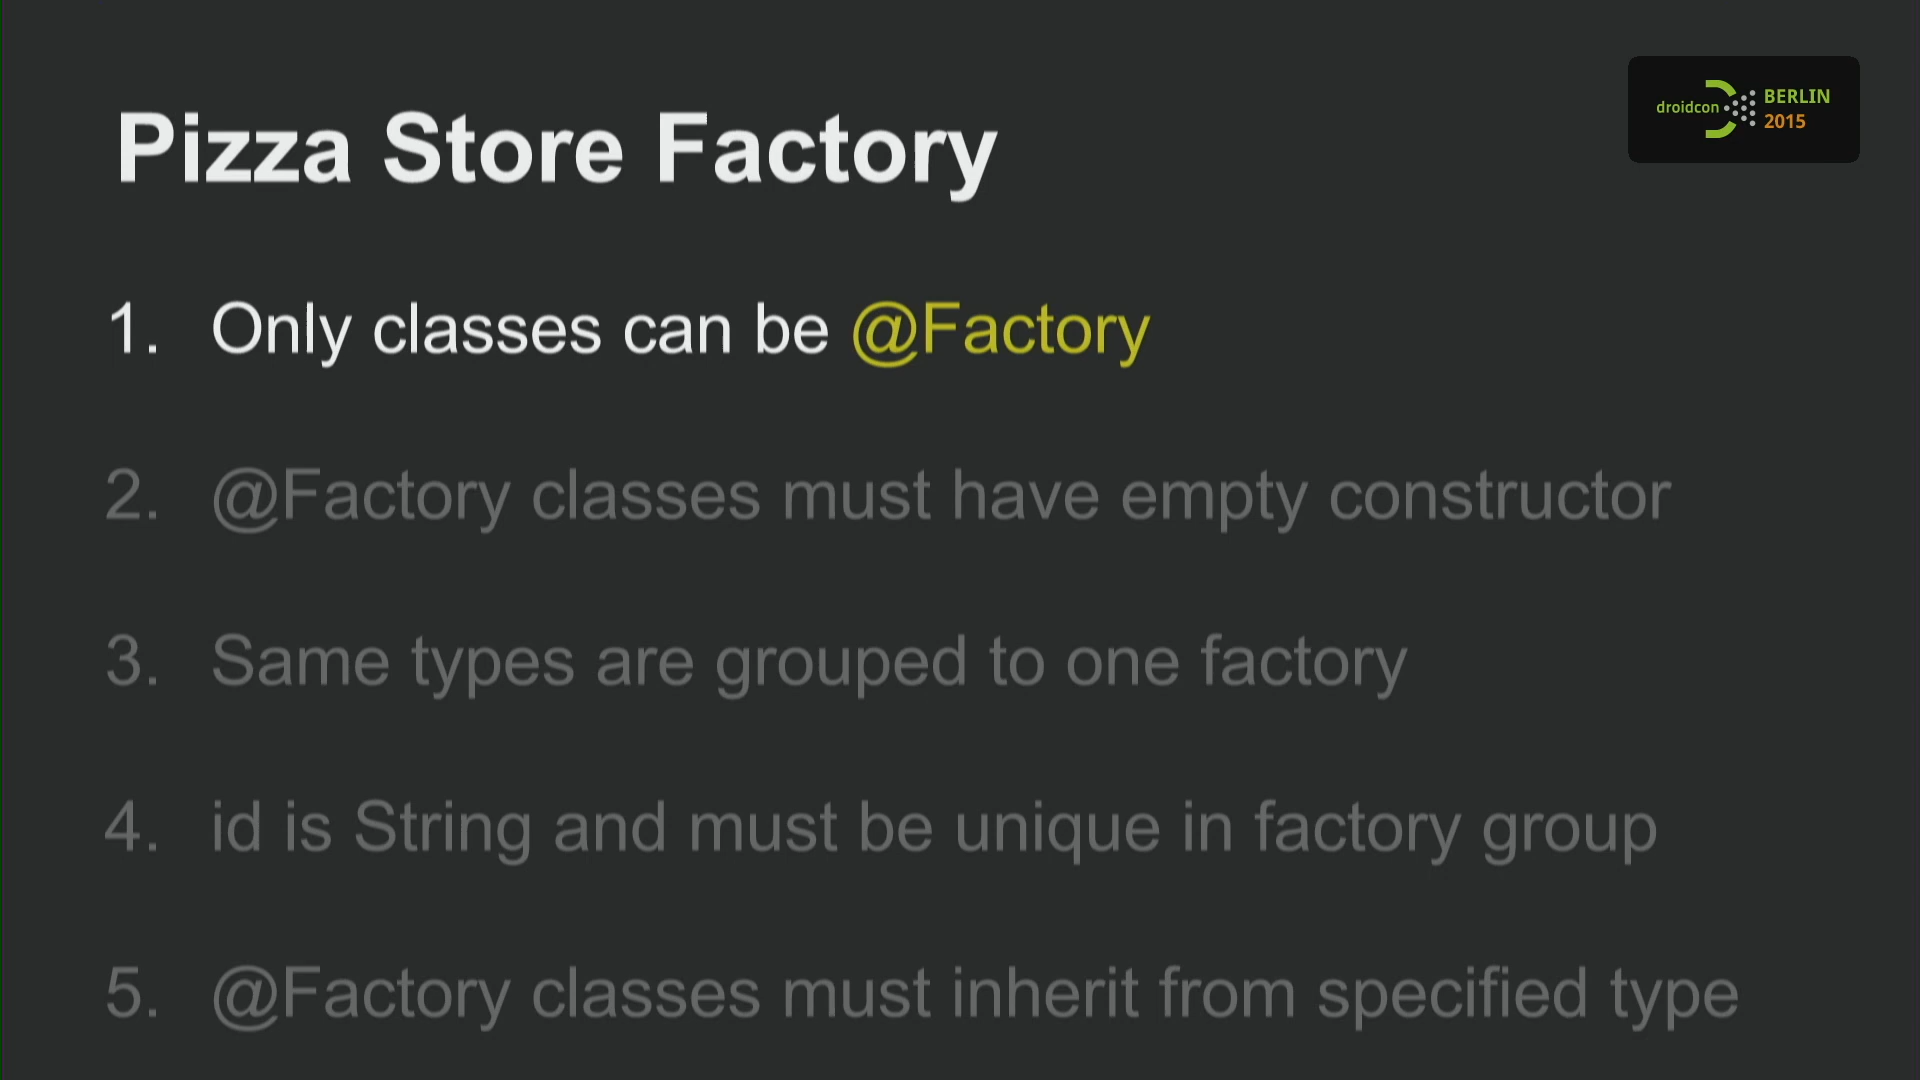 droidcon BERLIN
2015
Pizza Store Factory
1. Only classes can be @Factory
2. @Factory classes must have empty constructor
3. Same types are grouped to one factory
4. id is String and must be unique in factory group
5. @Factory classes must inherit from specified type